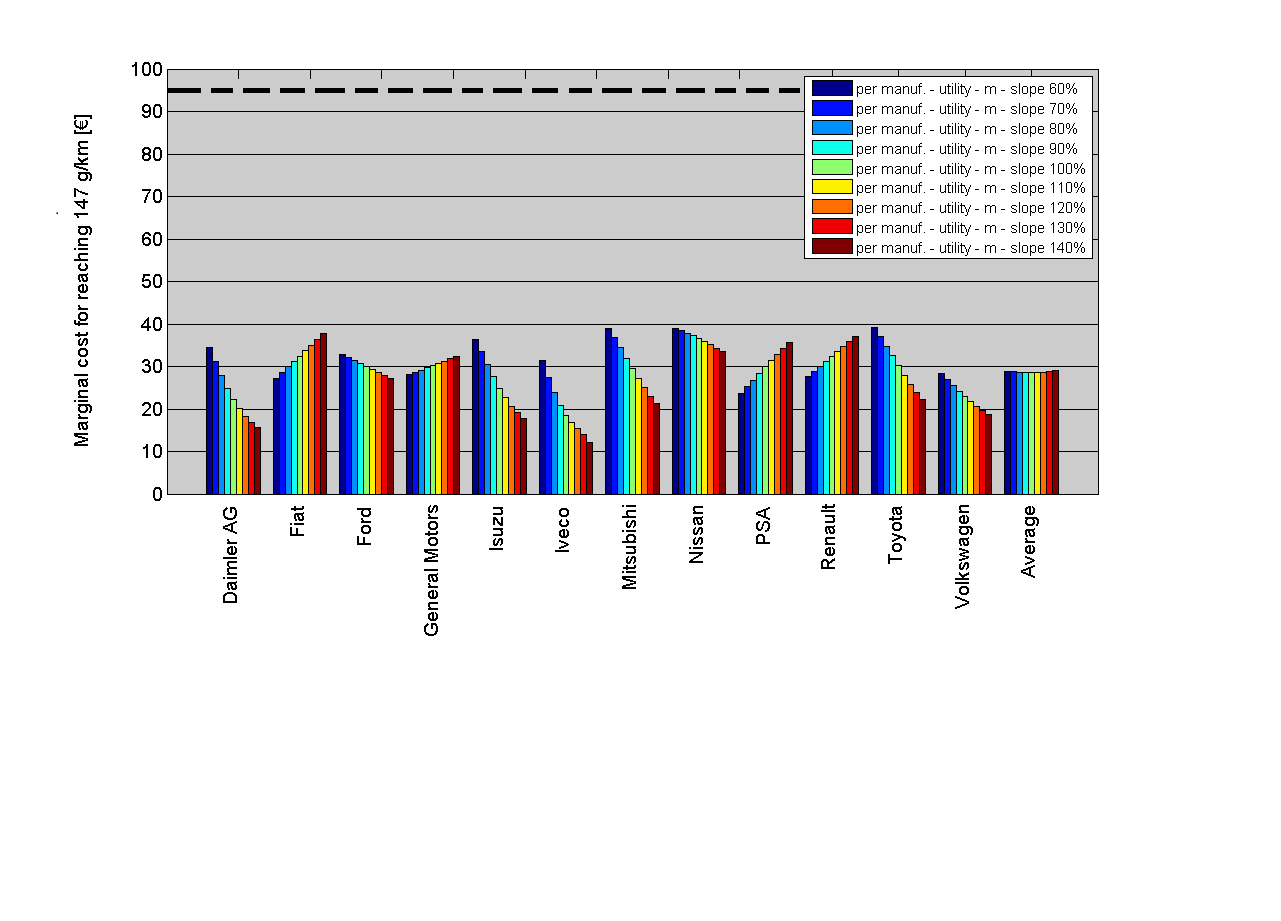 Marginal cost for reaching 147 g/km [€]
100
90
80
70
60
50
40
30
20
10
0
per manuf. - utility - m - slope 60%
per manuf. - utility - m - slope 70%
per manuf. - utility - m - slope 80%
per manuf. - utility - m - slope 90%
per manuf. - utility - m - slope 100%
per manuf. - utility - m - slope 110%
per manuf. - utility - m - slope 120%
per manuf. - utility - m - slope 130%
per manuf. - utility - m - slope 140%
Daimler AG
Fiat
Ford
General Motors
Isuzu
Iveco
Mitsubishi
Nissan
PSA
Renault
Toyota
Volkswagen
Average